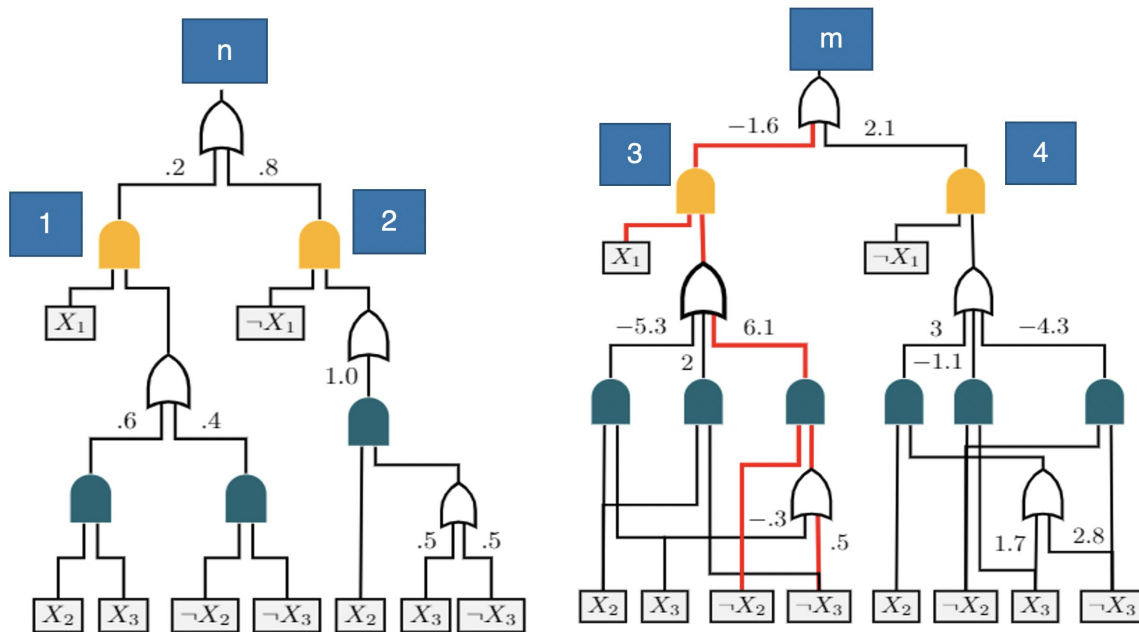 n
m
−1.6
2.1
3
4
.2
.8
1
2
X₁
¬X₁
X₁
¬X₁
−5.3
6.1
3
−4.3
2
−1.1
1.0
.6
.4
−.3
.5
1.7
2.8
.5
.5
X₂
X₃
¬X₂
¬X₃
X₂
X₃
¬X₃
X₂
X₃
¬X₂
¬X₃
X₂
¬X₂
X₃
¬X₃